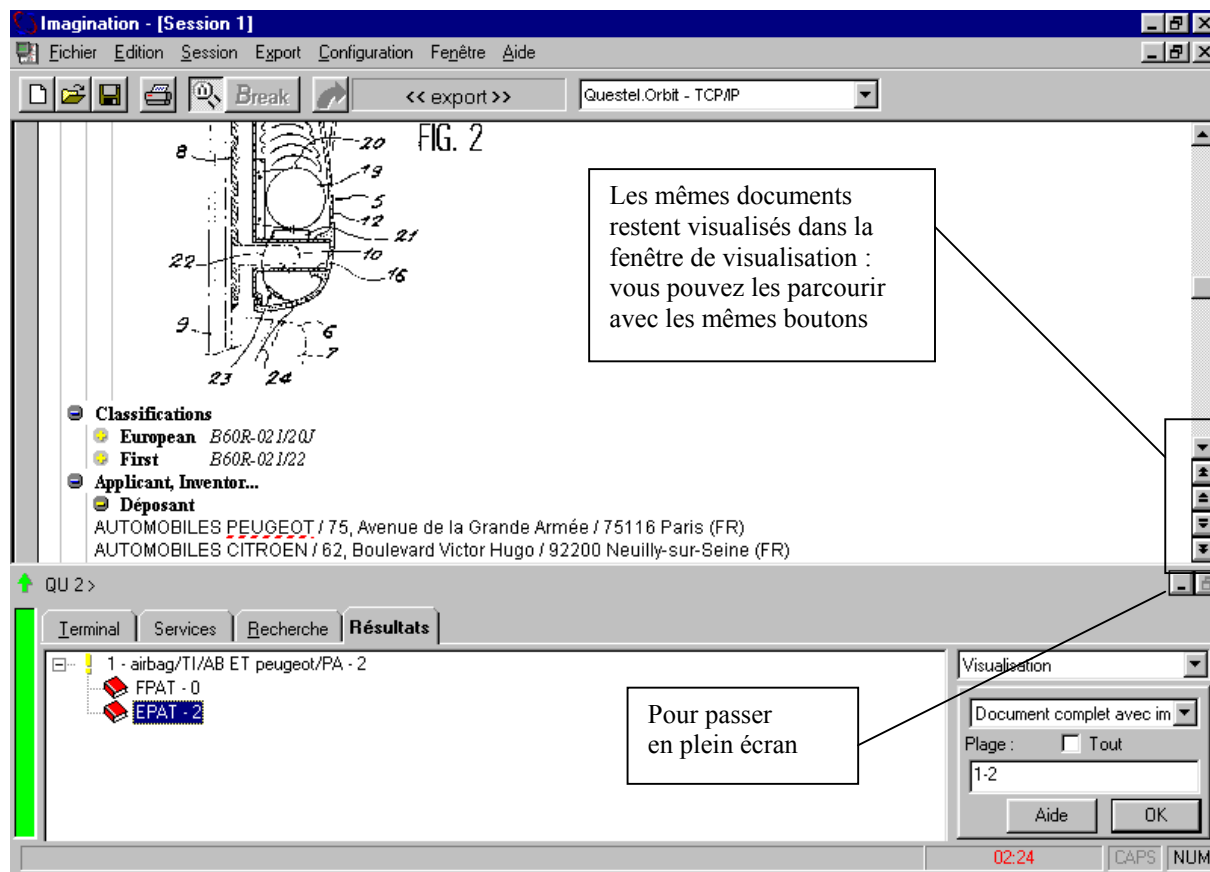 Imagination - [Session 1]
Fichier Edition Session Export Configuration Fenêtre Aide
Break << export >> Questel.Orbit - TCP/IP
FIG. 2
20
8
19
5
12
21
10
22
16
9
6
7
23 24
Les mêmes documents
restent visualisés dans la
fenêtre de visualisation :
vous pouvez les parcourir
avec les mêmes boutons
Classifications
European B60R-021/20J
First B60R-021/22
Applicant, Inventor...
Déposant
AUTOMOBILES PEUGEOT / 75, Avenue de la Grande Armée / 75116 Paris (FR)
AUTOMOBILES CITROEN / 62, Boulevard Victor Hugo / 92200 Neuilly-sur-Seine (FR)
QU 2 >
Terminal Services Recherche Résultats
1 - airbag/TI/AB ET peugeot/PA - 2
FPAT - 0
EPAT - 2
Pour passer
en plein écran
Visualisation
Document complet avec im
Plage : Tout
1-2
Aide OK
02:24 CAPS NUM